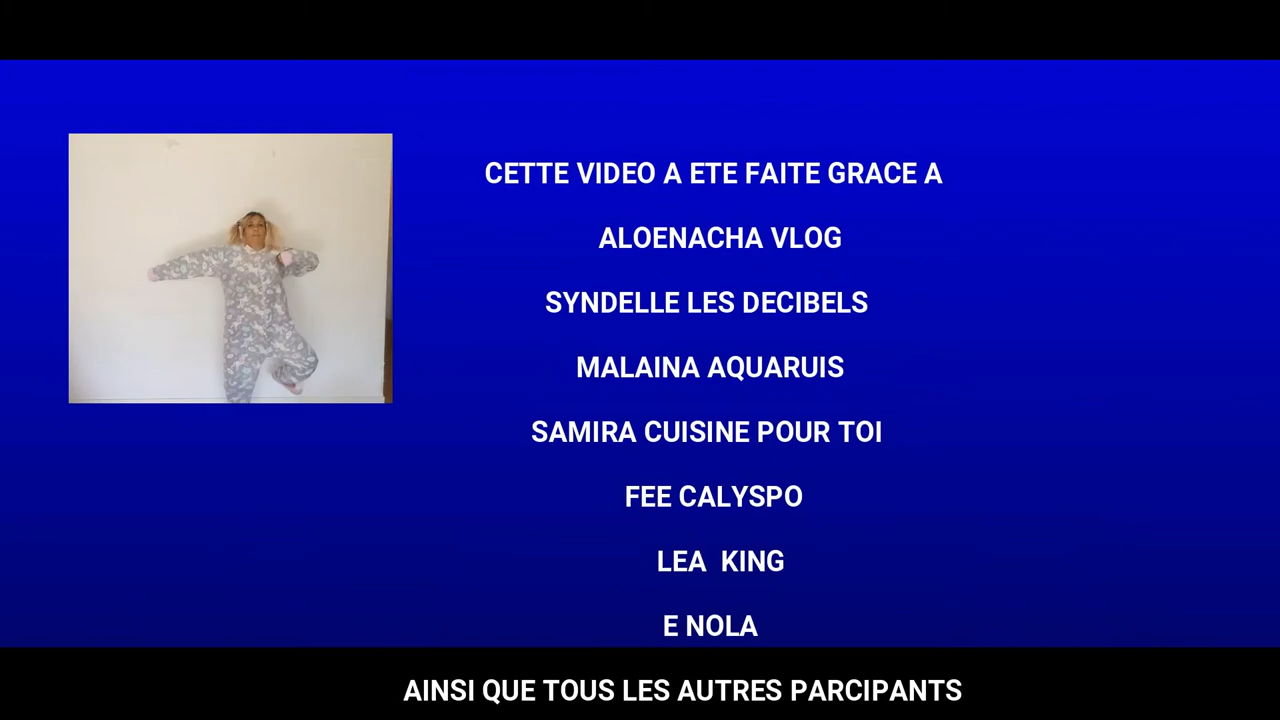 CETTE VIDEO A ETE FAITE GRACE A
ALOENACHA VLOG
SYNDELLE LES DECIBELS
MALAINA AQUARUIS
SAMIRA CUISINE POUR TOI
FEE CALYSPO
LEA KING
E NOLA
AINSI QUE TOUS LES AUTRES PARCIPANTS